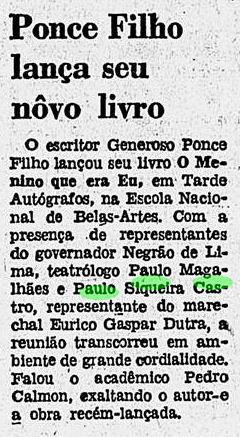 Ponce Filho
lança seu
nôvo livro
O escritor Generoso Ponce
Filho lançou seu livro O Me-
nino que era Eu, em Tarde
Autógrafos, na Escola Nacio-
nal de Belas-Artes. Com a
presença de representantes
do governador Negrão de Li-
ma, teatrólogo Paulo Maga-
lhães e Paulo Siqueira Cas-
tro, representante do mare-
chal Eurico Gaspar Dutra, a
reunião transcorreu em am-
biente de grande cordialidade.
Falou o acadêmico Pedro
Calmon, exaltando o autor-e
a obra recém-lançada.